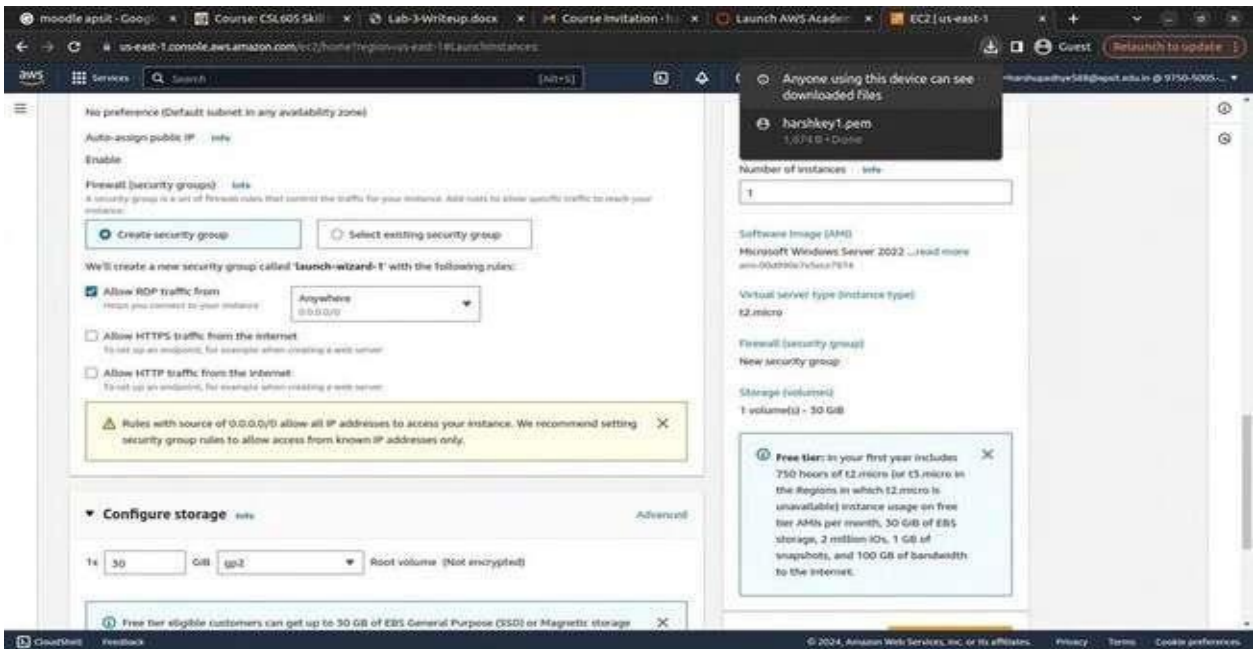 moodle apsit - Googl
Course: CSL605 Skill
Lab-3-Writeup.docx
Course Invitation - h
Launch AWS Academ
EC2 | us-east-1
us-east-1.console.aws.amazon.com/ec2/home?region=us-east-1#LaunchInstances:
Guest
Relaunch to update
aws
Services
Search
[Alt+S]
Anyone using this device can see
downloaded files
harshkey1.pem
1,674 B • Done
No preference (Default subnet in any availability zone)
Auto-assign public IP Info
Enable
Firewall (security groups) Info
A security group is a set of firewall rules that control the traffic for your instance. Add rules to allow specific traffic to reach your
instance.
Create security group
Select existing security group
We'll create a new security group called 'launch-wizard-1' with the following rules:
Allow RDP traffic from
Helps you connect to your instance
Anywhere
0.0.0.0/0
Allow HTTPS traffic from the internet
To set up an endpoint, for example when creating a web server
Allow HTTP traffic from the internet
To set up an endpoint, for example when creating a web server
Rules with source of 0.0.0.0/0 allow all IP addresses to access your instance. We recommend setting
security group rules to allow access from known IP addresses only.
Configure storage Info
Advanced
1x 30 GiB gp2 Root volume (Not encrypted)
Free tier eligible customers can get up to 30 GB of EBS General Purpose (SSD) or Magnetic storage
Number of instances Info
1
Software Image (AMI)
Microsoft Windows Server 2022 ...read more
Virtual server type (instance type)
t2.micro
Firewall (security group)
New security group
Storage (volumes)
1 volume(s) - 30 GiB
Free tier: In your first year includes
750 hours of t2.micro (or t3.micro in
the Regions in which t2.micro is
unavailable) instance usage on free
tier AMIs per month, 30 GiB of EBS
storage, 2 million IOs, 1 GB of
snapshots, and 100 GB of bandwidth
to the internet.
CloudShell Feedback
© 2024, Amazon Web Services, Inc. or its affiliates. Privacy Terms Cookie preferences